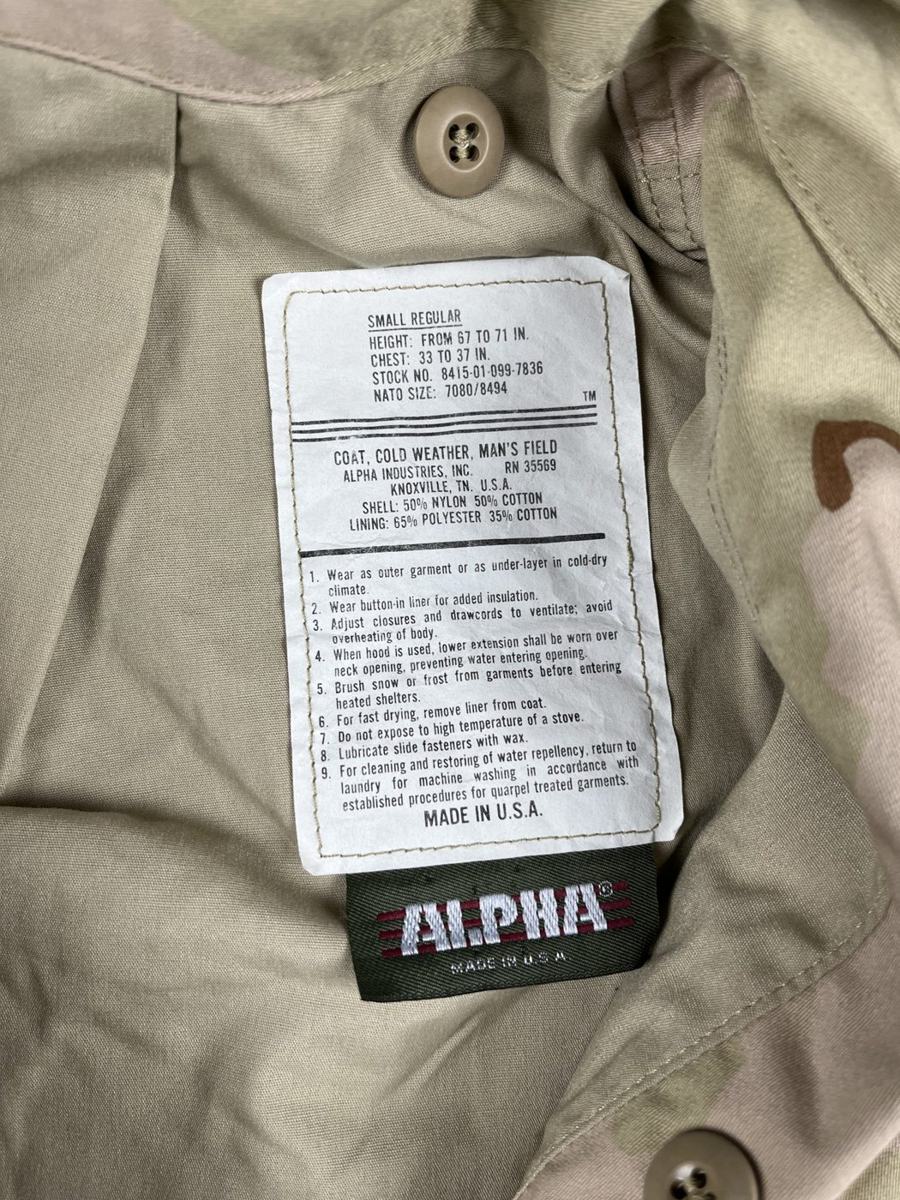 SMALL REGULAR
HEIGHT: FROM 67 TO 71 IN.
CHEST: 33 TO 37 IN.
STOCK NO. 8415-01-099-7836
NATO SIZE: 7080/8494
TM
COAT, COLD WEATHER, MAN'S FIELD
ALPHA INDUSTRIES, INC. RN 35569
KNOXVILLE, TN. U.S.A.
SHELL: 50% NYLON 50% COTTON
LINING: 65% POLYESTER 35% COTTON
1. Wear as outer garment or as under-layer in cold-dry
climate.
2. Wear button-in liner for added insulation.
3. Adjust closures and drawcords to ventilate; avoid
overheating of body.
4. When hood is used, lower extension shall be worn over
neck opening, preventing water entering opening.
5. Brush snow or frost from garments before entering
heated shelters.
6. For fast drying, remove liner from coat.
7. Do not expose to high temperature of a stove.
8. Lubricate slide fasteners with wax.
9. For cleaning and restoring of water repellency, return to
laundry for machine washing in accordance with
established procedures for quarpel treated garments.
MADE IN U.S.A.
ALPHA®
MADE IN U.S.A